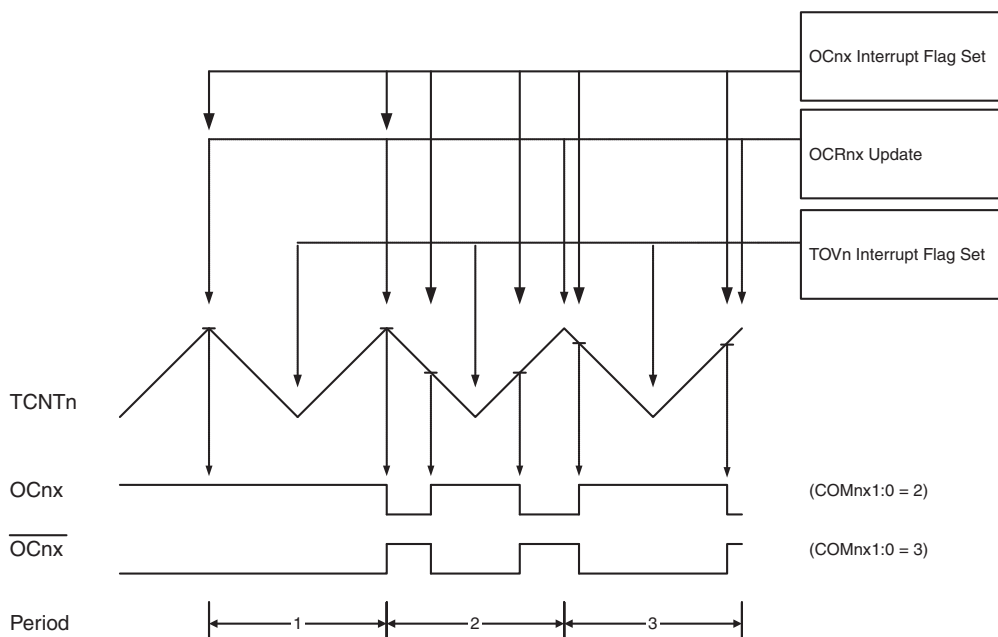 OCnx Interrupt Flag Set
OCRnx Update
TOVn Interrupt Flag Set
TCNTn
OCnx (COMnx1:0 = 2)
OCnx (COMnx1:0 = 3)
Period 1 2 3